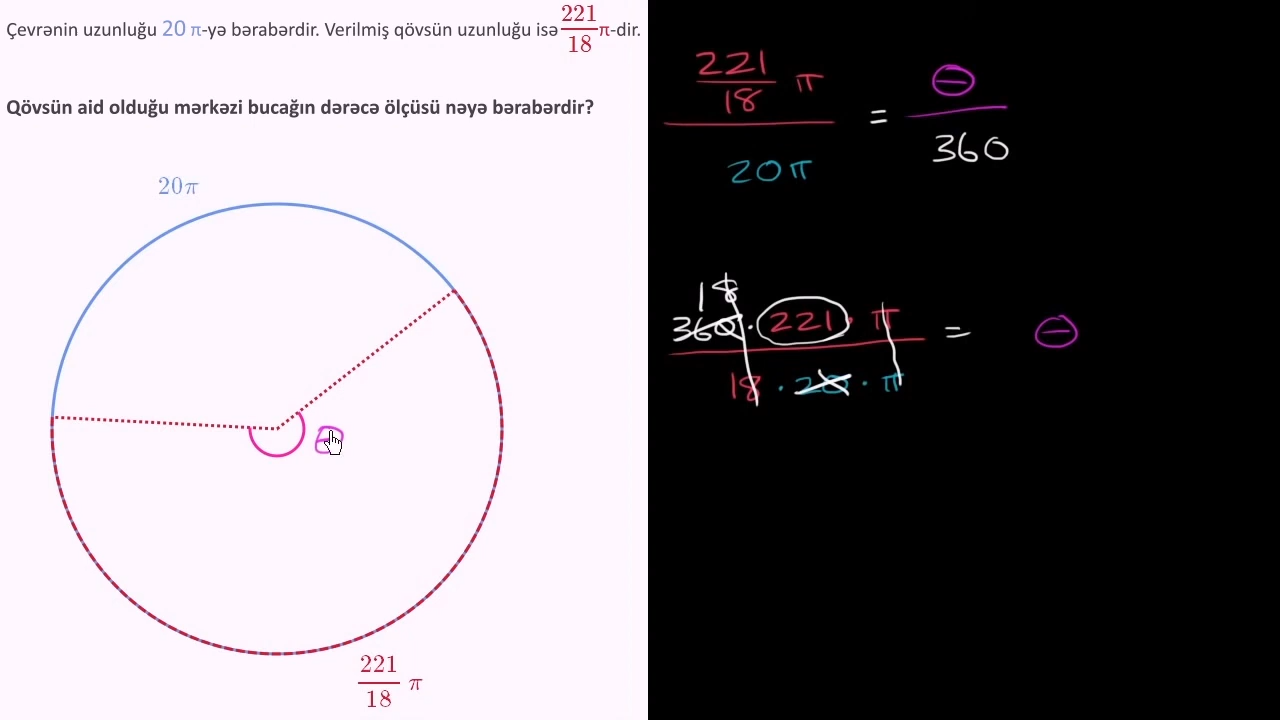 Çevrənin uzunluğu 20 π-yə bərabərdir. Verilmiş qövsün uzunluğu isə 221/18 π-dir.
Qövsün aid olduğu mərkəzi bucağın dərəcə ölçüsü nəyə bərabərdir?
20π
221/18 π
221/18 π / 20π = θ / 360
18
360 · 221 · π / 18 · 20 · π = θ
θ